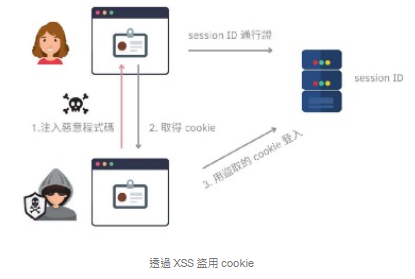 session ID 通行證
session ID
1.注入惡意程式碼
2. 取得 cookie
3. 用盜取的 cookie 登入
透過 XSS 盜用 cookie